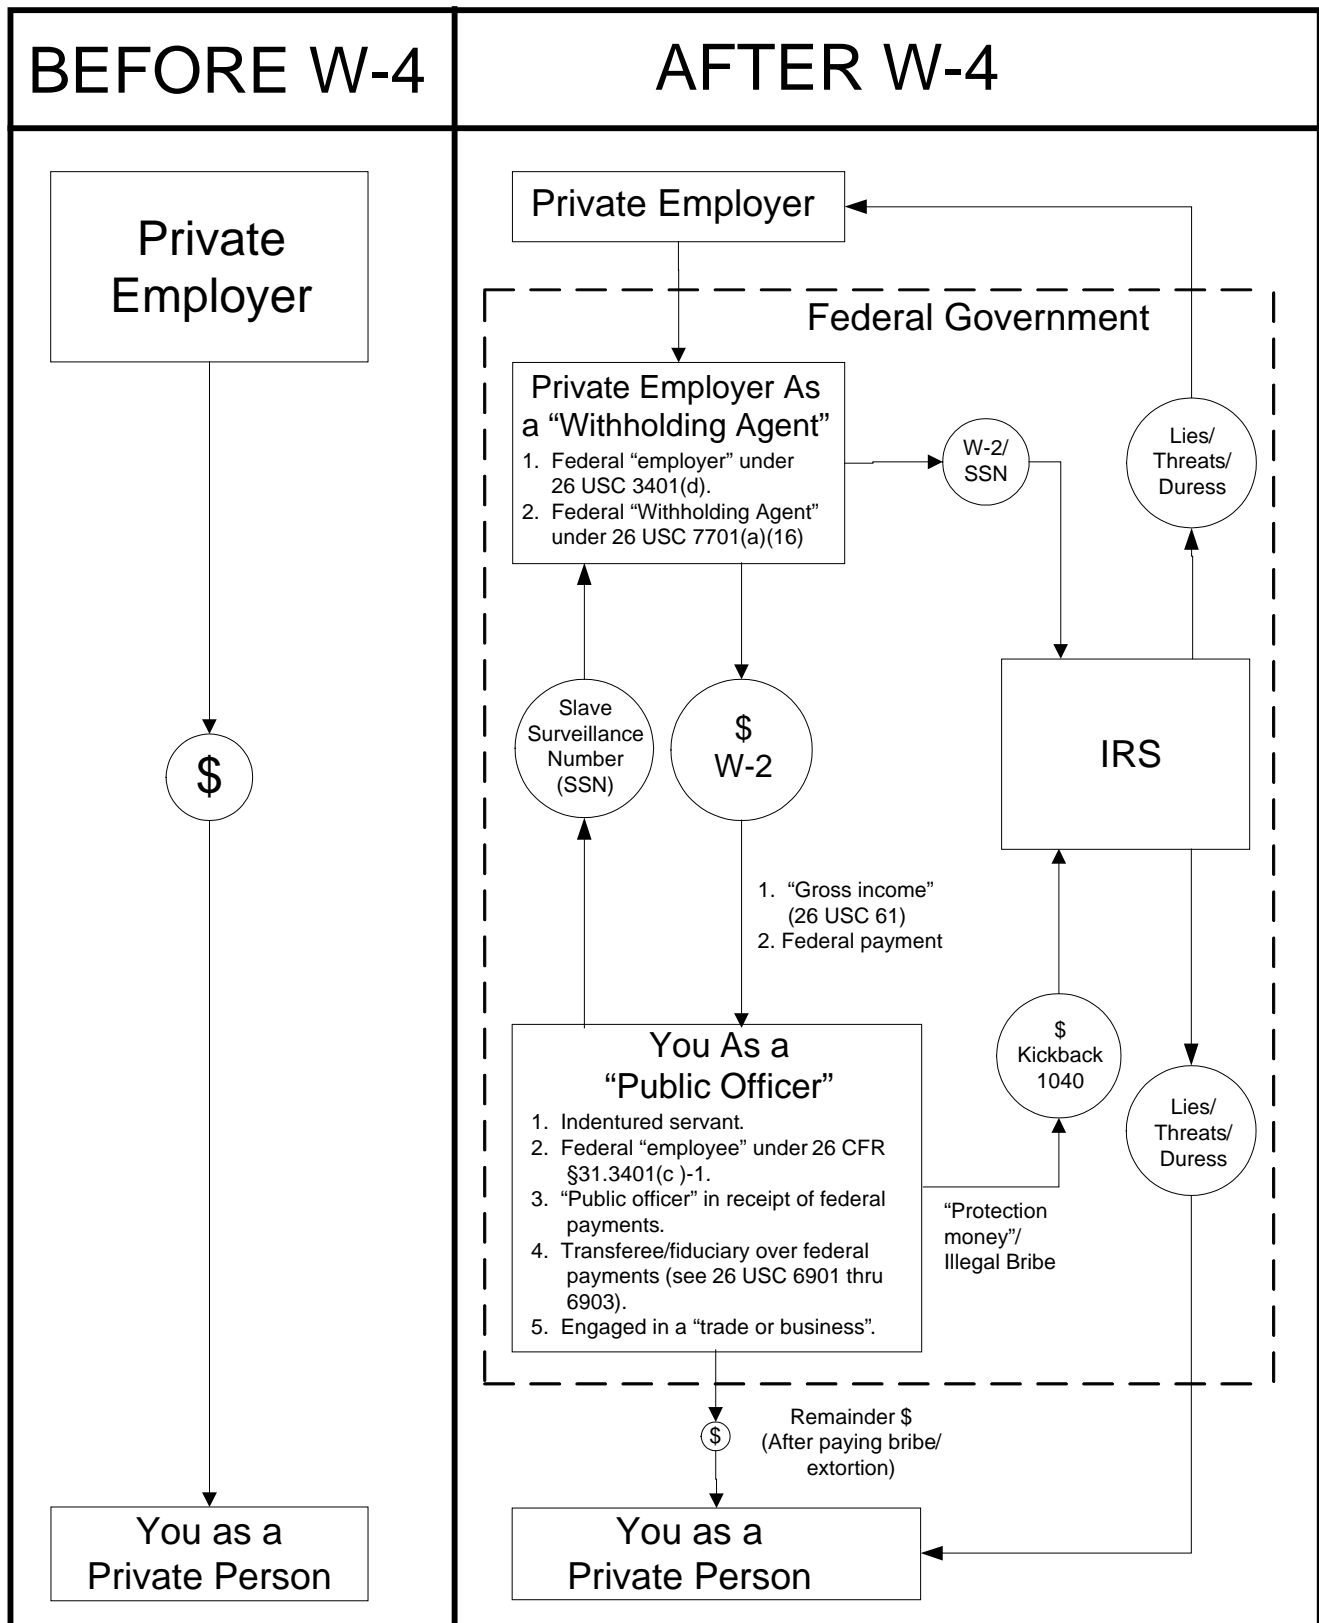 BEFORE W-4
AFTER W-4
Private
Employer
$
You as a
Private Person
Private Employer
Federal Government
Private Employer As
a “Withholding Agent”
1. Federal “employer” under
26 USC 3401(d).
2. Federal “Withholding Agent”
under 26 USC 7701(a)(16)
W-2/
SSN
Lies/
Threats/
Duress
Slave
Surveillance
Number
(SSN)
$
W-2
IRS
1. “Gross income”
(26 USC 61)
2. Federal payment
You As a
“Public Officer”
1. Indentured servant.
2. Federal “employee” under 26 CFR
§31.3401(c )-1.
3. “Public officer” in receipt of federal
payments.
4. Transferee/fiduciary over federal
payments (see 26 USC 6901 thru
6903).
5. Engaged in a “trade or business”.
$
Kickback
1040
Lies/
Threats/
Duress
“Protection
money”/
Illegal Bribe
$
Remainder $
(After paying bribe/
extortion)
You as a
Private Person